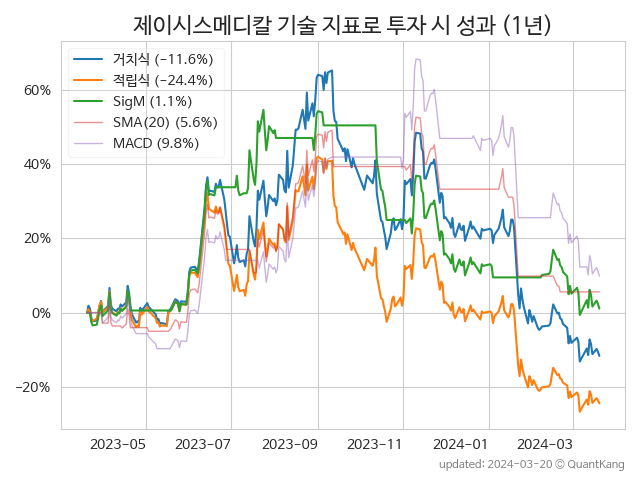 제이시스메디칼 기술 지표로 투자 시 성과 (1년)
거치식 (−11.6%)
적립식 (−24.4%)
SigM (1.1%)
SMA(20) (5.6%)
MACD (9.8%)
60%
40%
20%
0%
−20%
2023−05 2023−07 2023−09 2023−11 2024−01 2024−03
updated: 2024-03-20 © QuantKang